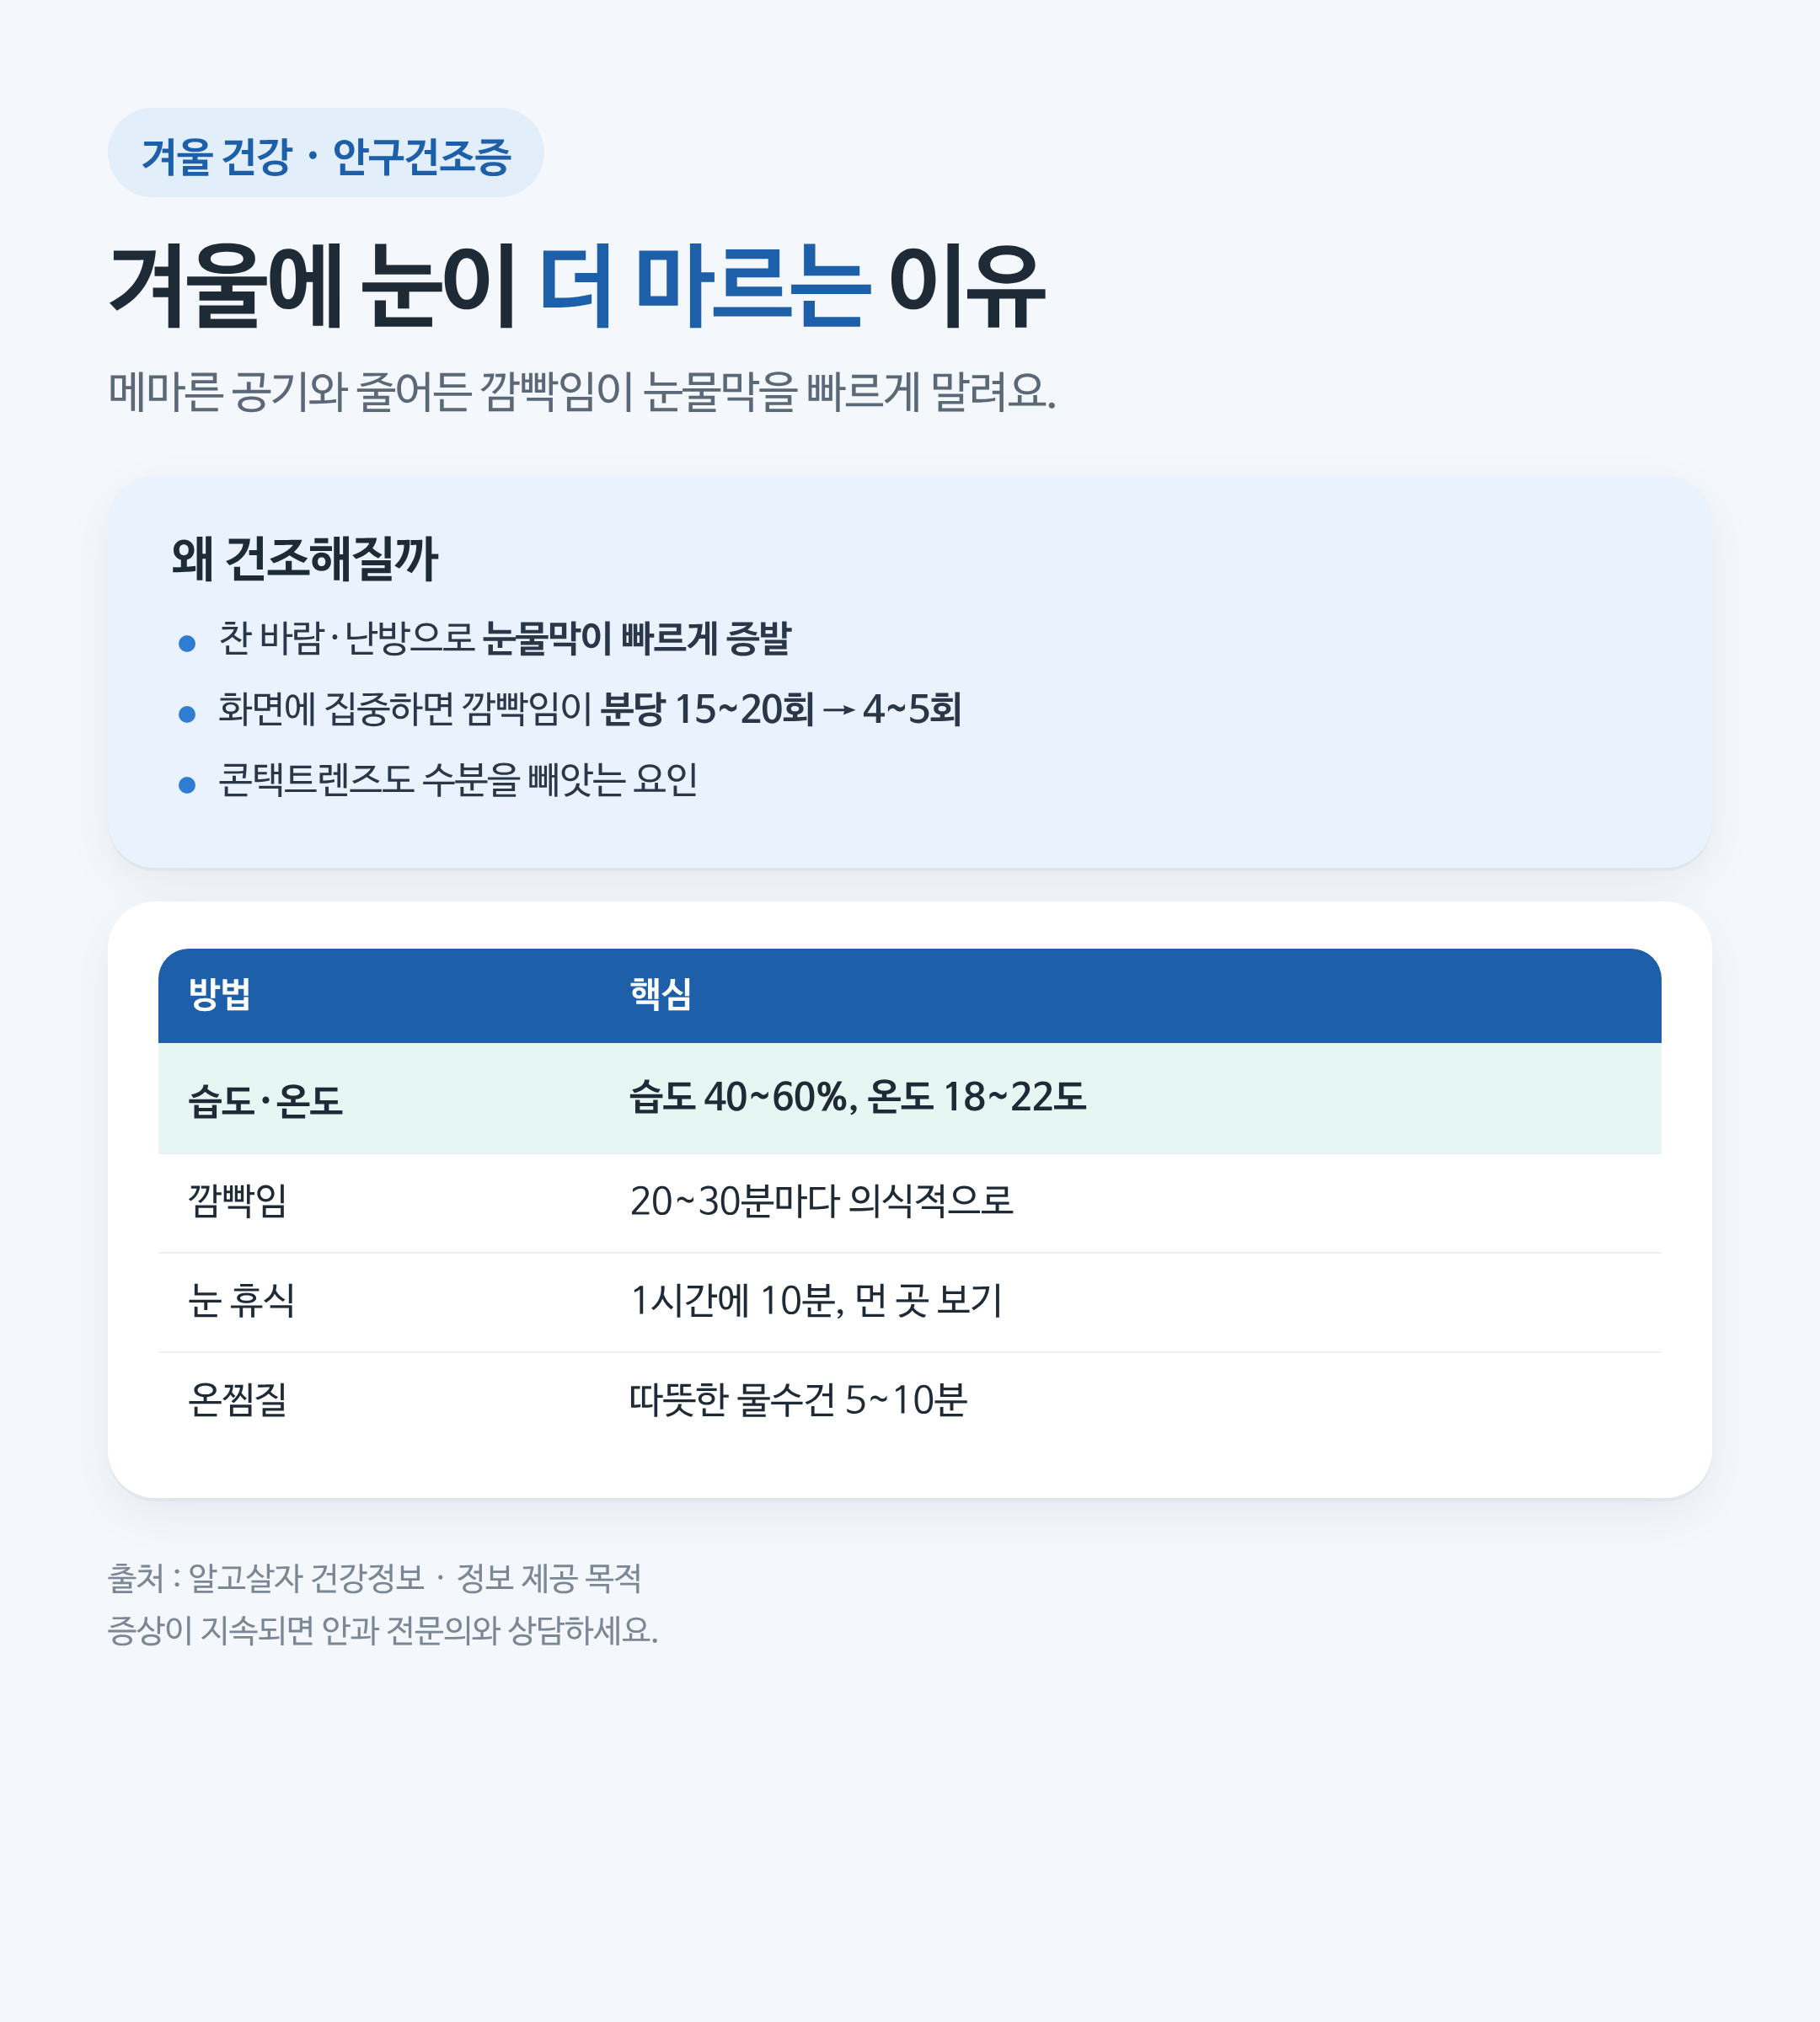 겨울 건강 · 안구건조증
겨울에 눈이 더 마르는 이유
메마른 공기와 줄어든 깜빡임이 눈물막을 빠르게 말려요.
왜 건조해질까
찬 바람·난방으로 눈물막이 빠르게 증발
화면에 집중하면 깜빡임이 분당 15~20회 → 4~5회
콘택트렌즈도 수분을 빼앗는 요인
방법 핵심
습도·온도 습도 40~60%, 온도 18~22도
깜빡임 20~30분마다 의식적으로
눈 휴식 1시간에 10분, 먼 곳 보기
온찜질 따뜻한 물수건 5~10분
출처 : 알고살자 건강정보 · 정보 제공 목적
증상이 지속되면 안과 전문의와 상담하세요.